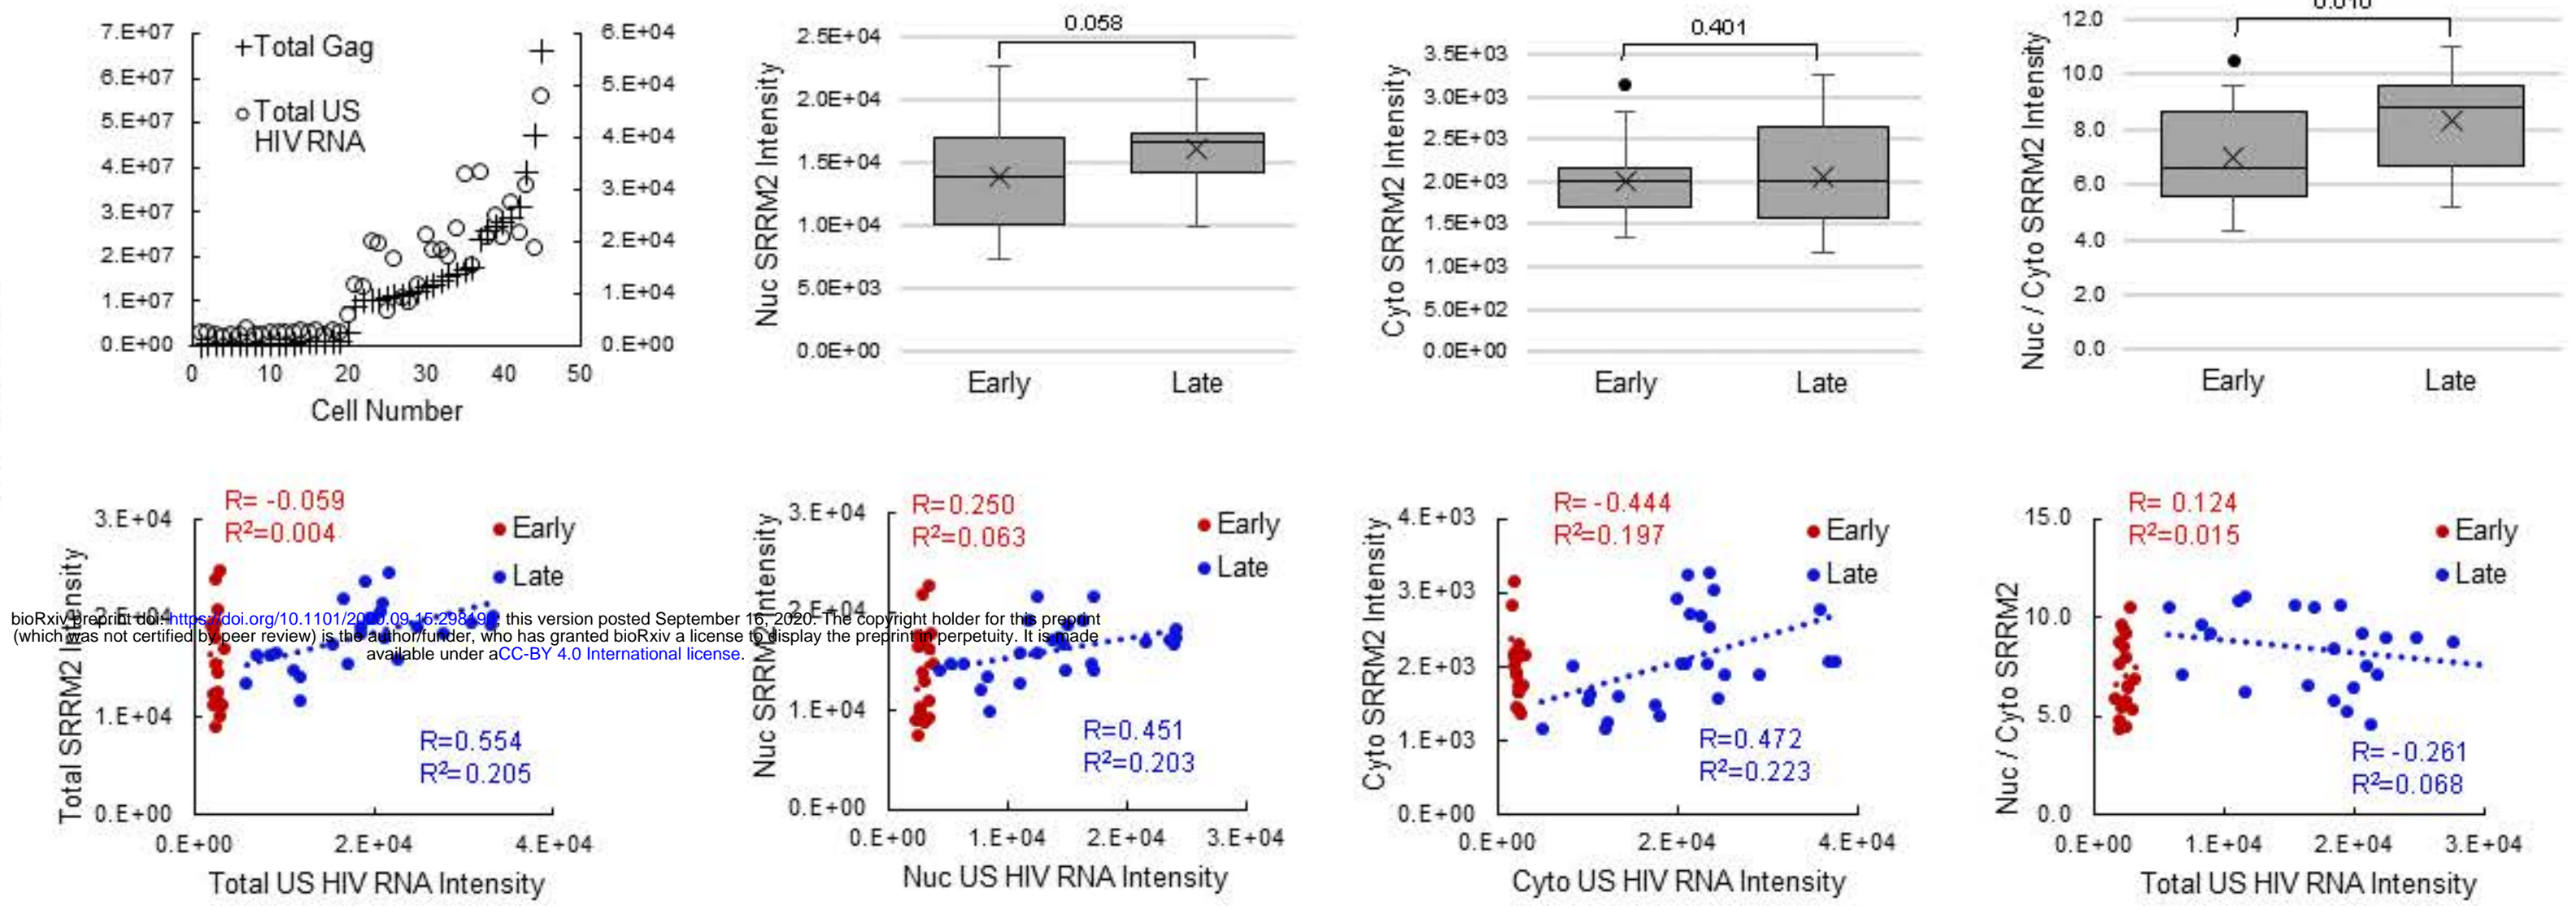 7.E+07
6.E+07
5.E+07
4.E+07
3.E+07
2.E+07
1.E+07
0.E+00
+Total Gag
○Total US
HIV RNA
6.E+04
5.E+04
4.E+04
3.E+04
2.E+04
1.E+04
0.E+00
0 10 20 30 40 50
Cell Number
Nuc SRRM2 Intensity
2.5E+04
2.0E+04
1.5E+04
1.0E+04
5.0E+03
0.0E+00
0.058
Early Late
Cyto SRRM2 Intensity
3.5E+03
3.0E+03
2.5E+03
2.0E+03
1.5E+03
1.0E+03
5.0E+02
0.0E+00
0.401
Early Late
Nuc / Cyto SRRM2 Intensity
12.0
10.0
8.0
6.0
4.0
2.0
0.0
Early Late
Total SRRM2 Intensity
3.E+04
2.E+04
1.E+04
0.E+00
R= -0.059
R²=0.004
Early
Late
R=0.554
R²=0.205
0.E+00 2.E+04 4.E+04
Total US HIV RNA Intensity
Nuc SRRM2 Intensity
3.E+04
2.E+04
1.E+04
0.E+00
R=0.250
R²=0.063
Early
Late
R=0.451
R²=0.203
0.E+00 1.E+04 2.E+04 3.E+04
Nuc US HIV RNA Intensity
Cyto SRRM2 Intensity
4.E+03
3.E+03
2.E+03
1.E+03
0.E+00
R= -0.444
R²=0.197
Early
Late
R=0.472
R²=0.223
0.E+00 2.E+04 4.E+04
Cyto US HIV RNA Intensity
Nuc / Cyto SRRM2
15.0
10.0
5.0
0.0
R= 0.124
R²=0.015
Early
Late
R= -0.261
R²=0.068
0.E+00 1.E+04 2.E+04 3.E+04
Total US HIV RNA Intensity
bioRxiv preprint doi: ; this version posted September 16, 2020. The copyright holder for this preprint
(which was not certified by peer review) is the author/funder, who has granted bioRxiv a license to display the preprint in perpetuity. It is made
available under aCC-BY 4.0 International license.